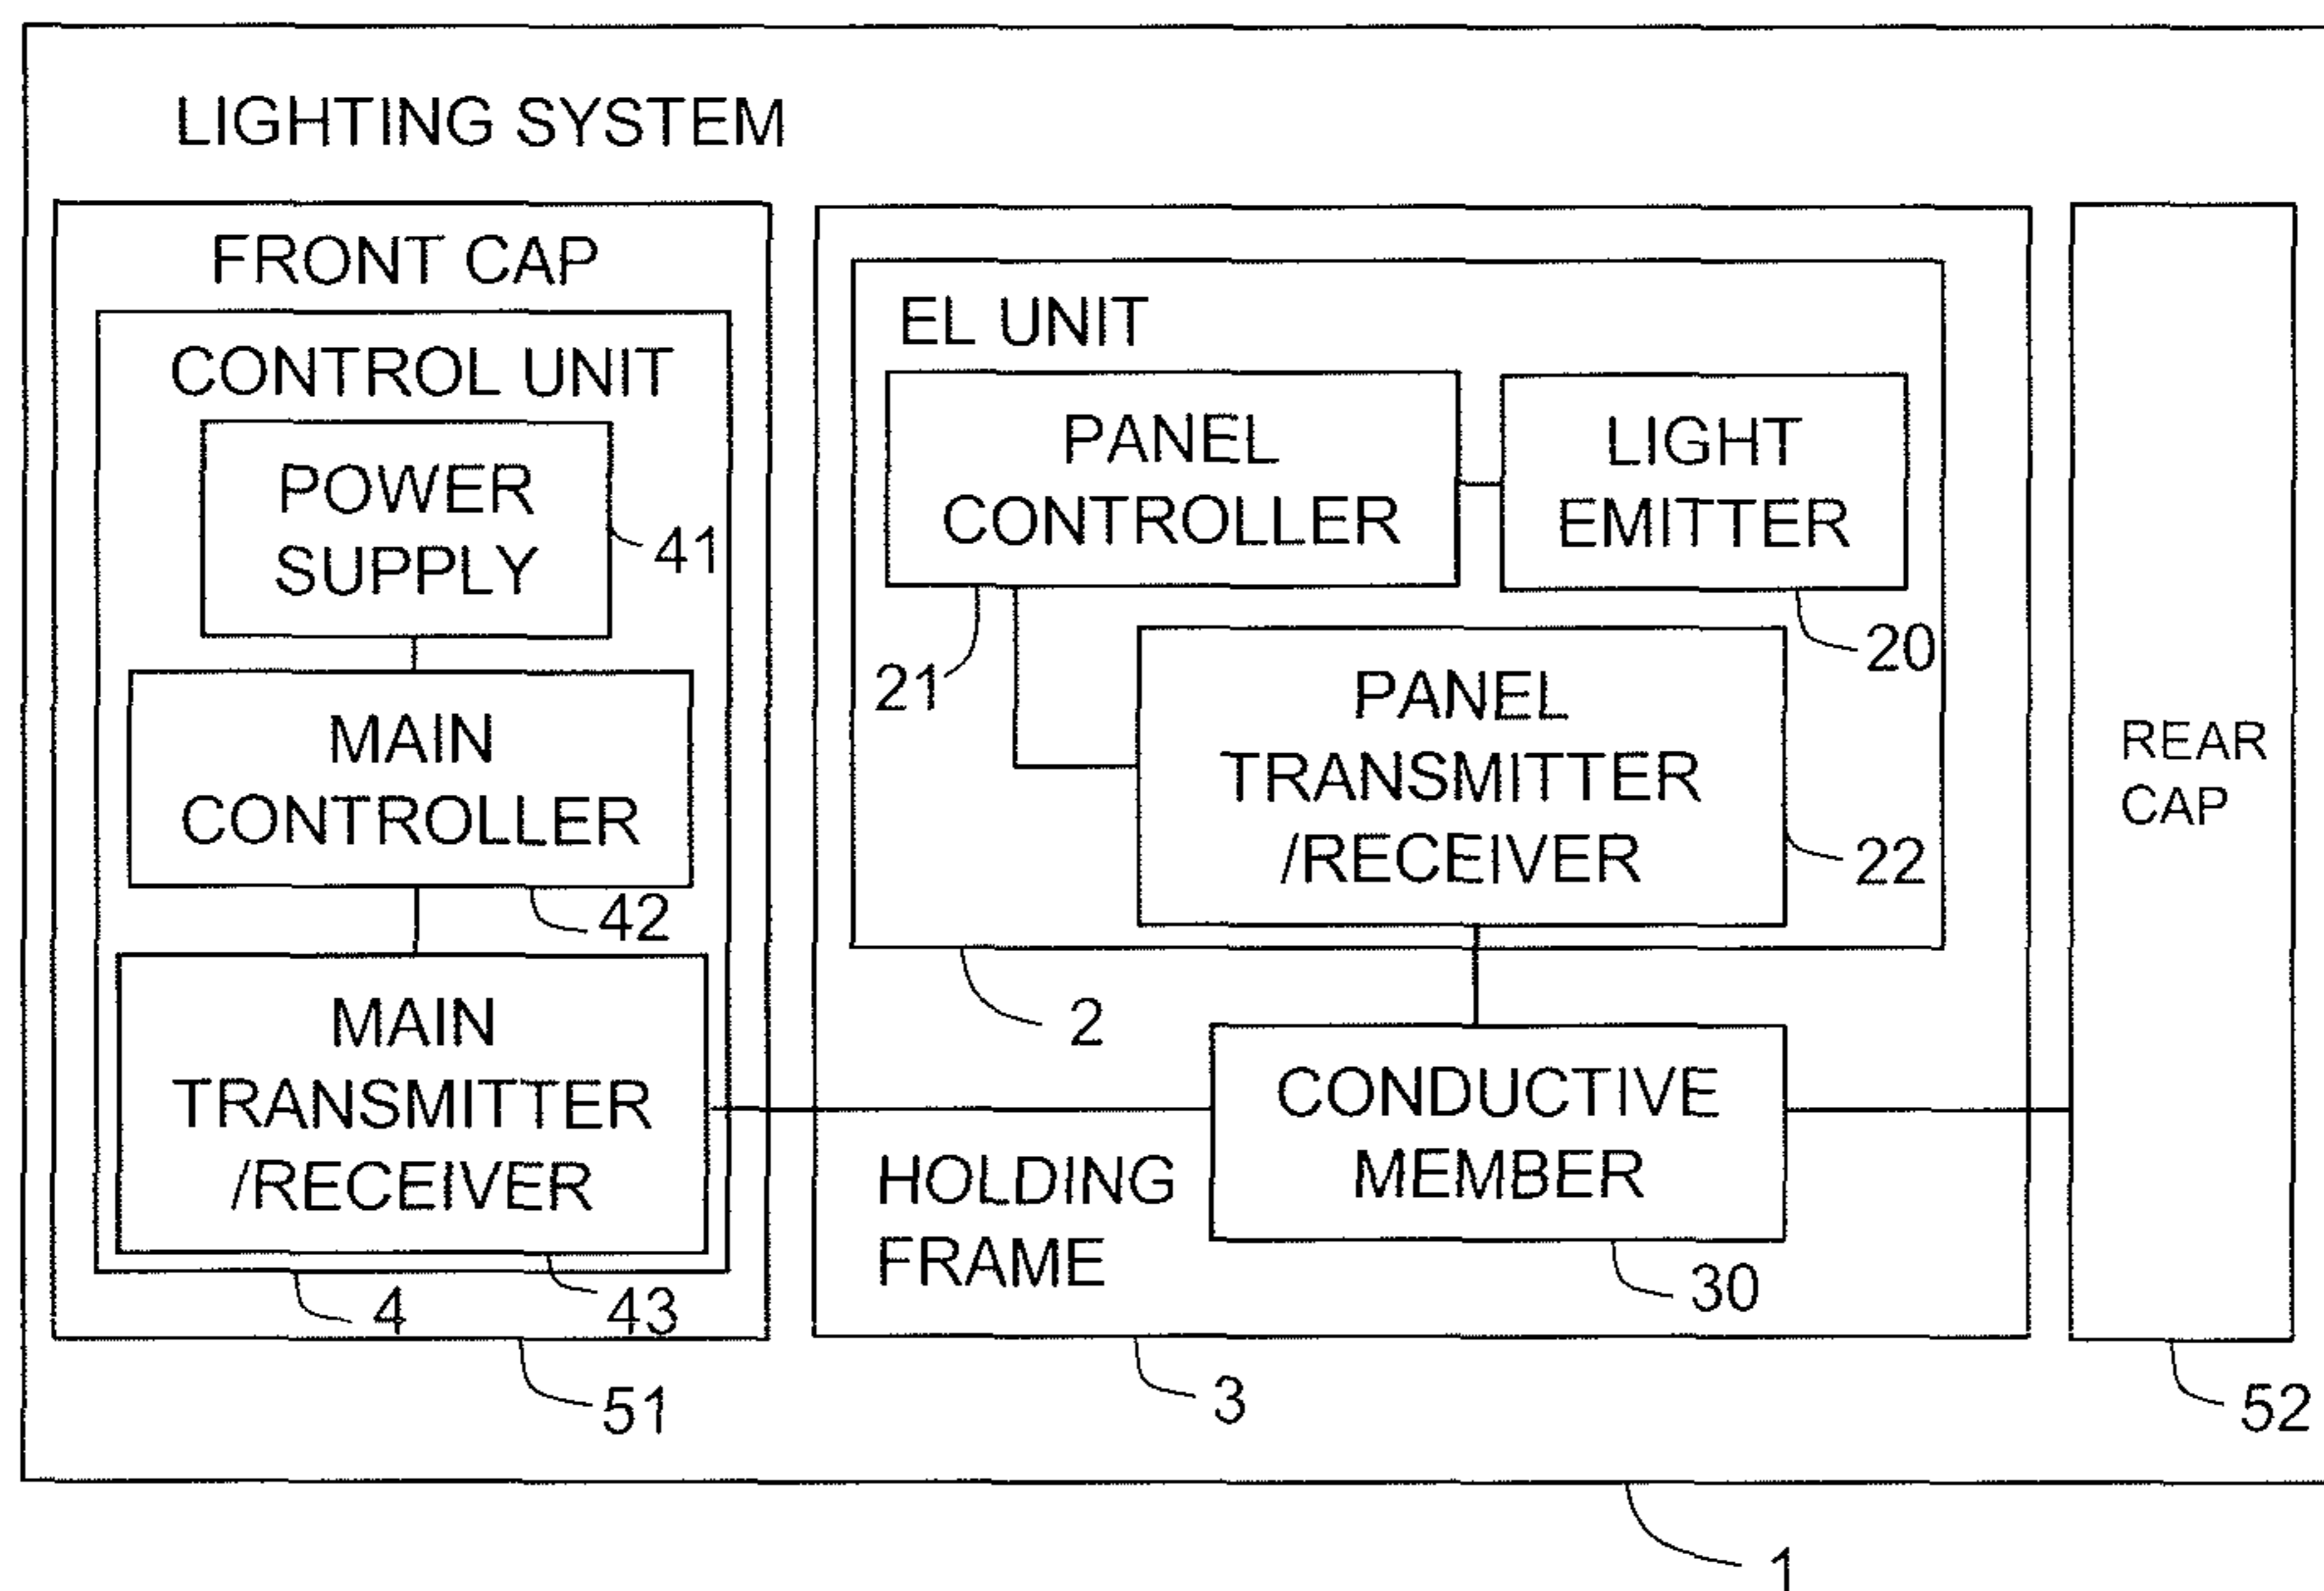 LIGHTING SYSTEM
FRONT CAP
CONTROL UNIT
POWER
SUPPLY
41
MAIN
CONTROLLER
42
MAIN
TRANSMITTER
/RECEIVER
4
43
51
EL UNIT
PANEL
CONTROLLER
21
LIGHT
EMITTER
20
PANEL
TRANSMITTER
/RECEIVER
22
2
CONDUCTIVE
MEMBER
30
HOLDING
FRAME
3
REAR
CAP
52
1